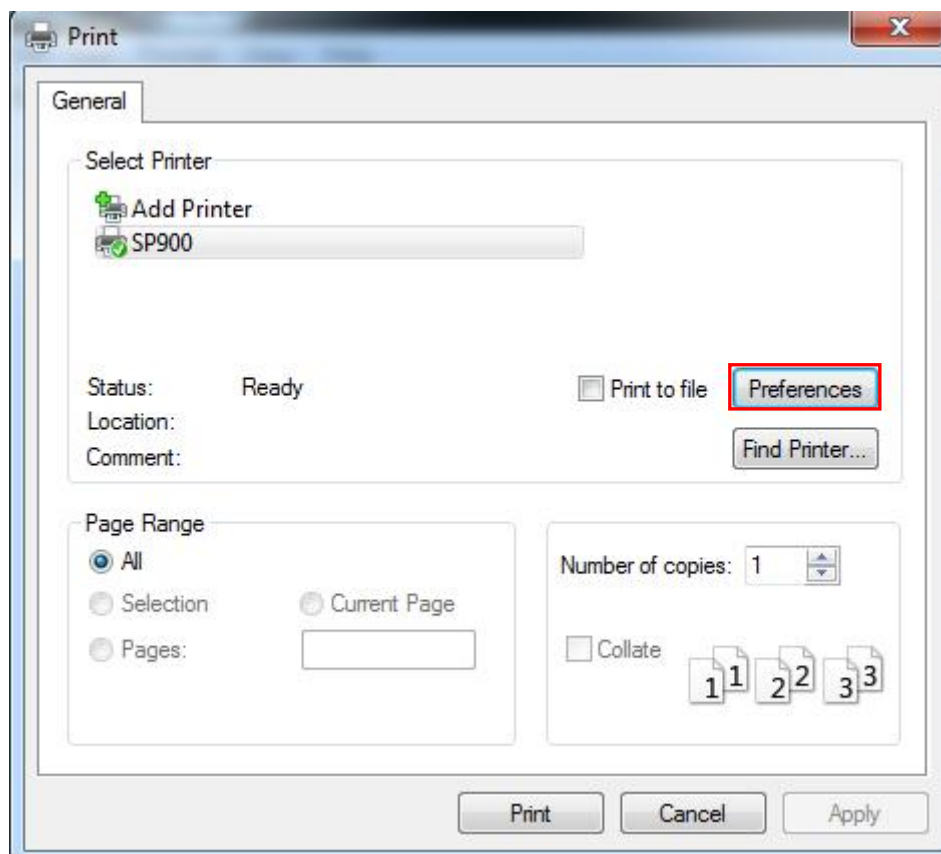 Print
General
Select Printer
Add Printer
SP900
Status: Ready
Print to file Preferences
Location:
Find Printer...
Comment:
Page Range
All
Number of copies: 1
Selection Current Page
Pages:
Collate
1 1 2 2 3 3
Print Cancel Apply